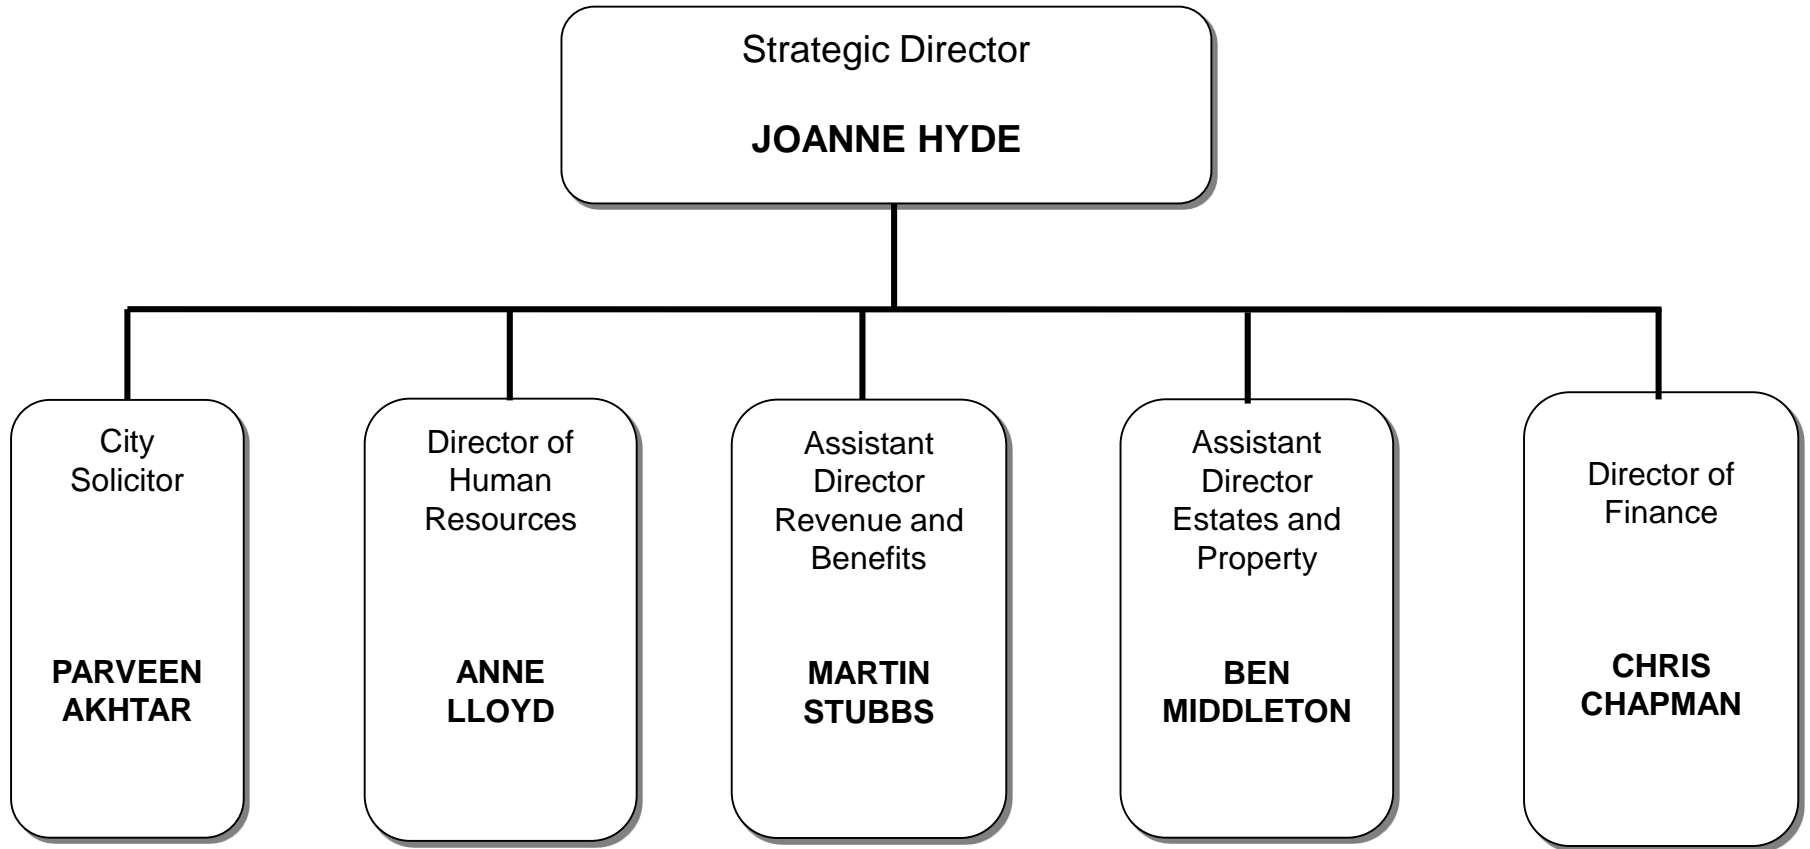 Strategic Director
JOANNE HYDE
City
Solicitor
PARVEEN
AKHTAR
Director of
Human
Resources
ANNE
LLOYD
Assistant
Director
Revenue and
Benefits
MARTIN
STUBBS
Assistant
Director
Estates and
Property
BEN
MIDDLETON
Director of
Finance
CHRIS
CHAPMAN